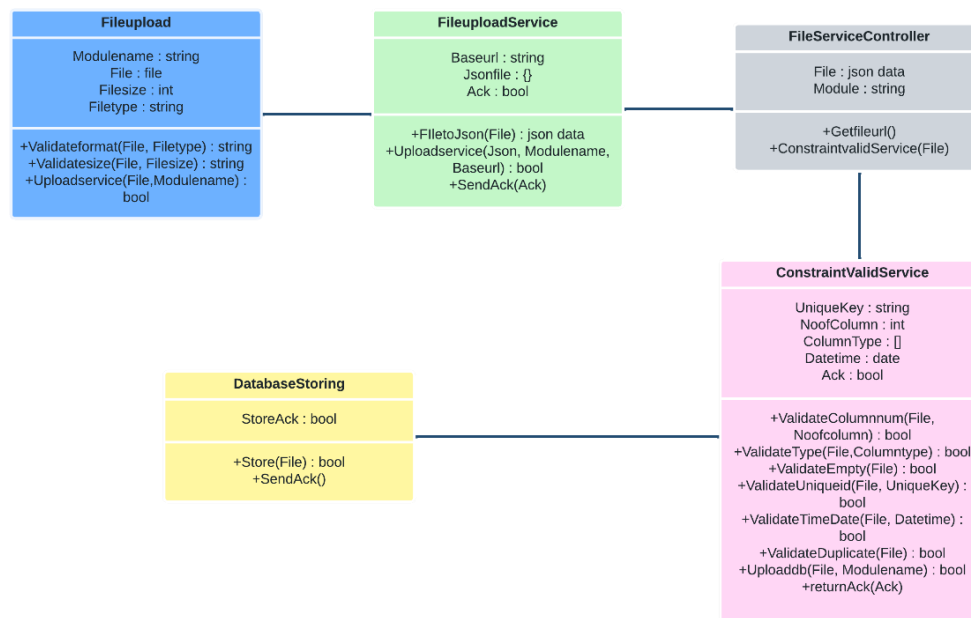 Fileupload
Modulename : string
File : file
Filesize : int
Filetype : string
+Validateformat(File, Filetype) : string
+Validatesize(File, Filesize) : string
+Uploadservice(File,Modulename) :
bool
FileuploadService
Baseurl : string
Jsonfile : {}
Ack : bool
+FIletoJson(File) : json data
+Uploadservice(Json, Modulename,
Baseurl) : bool
+SendAck(Ack)
FileServiceController
File : json data
Module : string
+Getfileurl()
+ConstraintvalidService(File)
ConstraintValidService
UniqueKey : string
NoofColumn : int
ColumnType : []
Datetime : date
Ack : bool
+ValidateColumnnum(File,
Noofcolumn) : bool
+ValidateType(File,Columntype) : bool
+ValidateEmpty(File) : bool
+ValidateUniqueid(File, UniqueKey) :
bool
+ValidateTimeDate(File, Datetime) :
bool
+ValidateDuplicate(File) : bool
+Uploaddb(File, Modulename) : bool
+returnAck(Ack)
DatabaseStoring
StoreAck : bool
+Store(File) : bool
+SendAck()